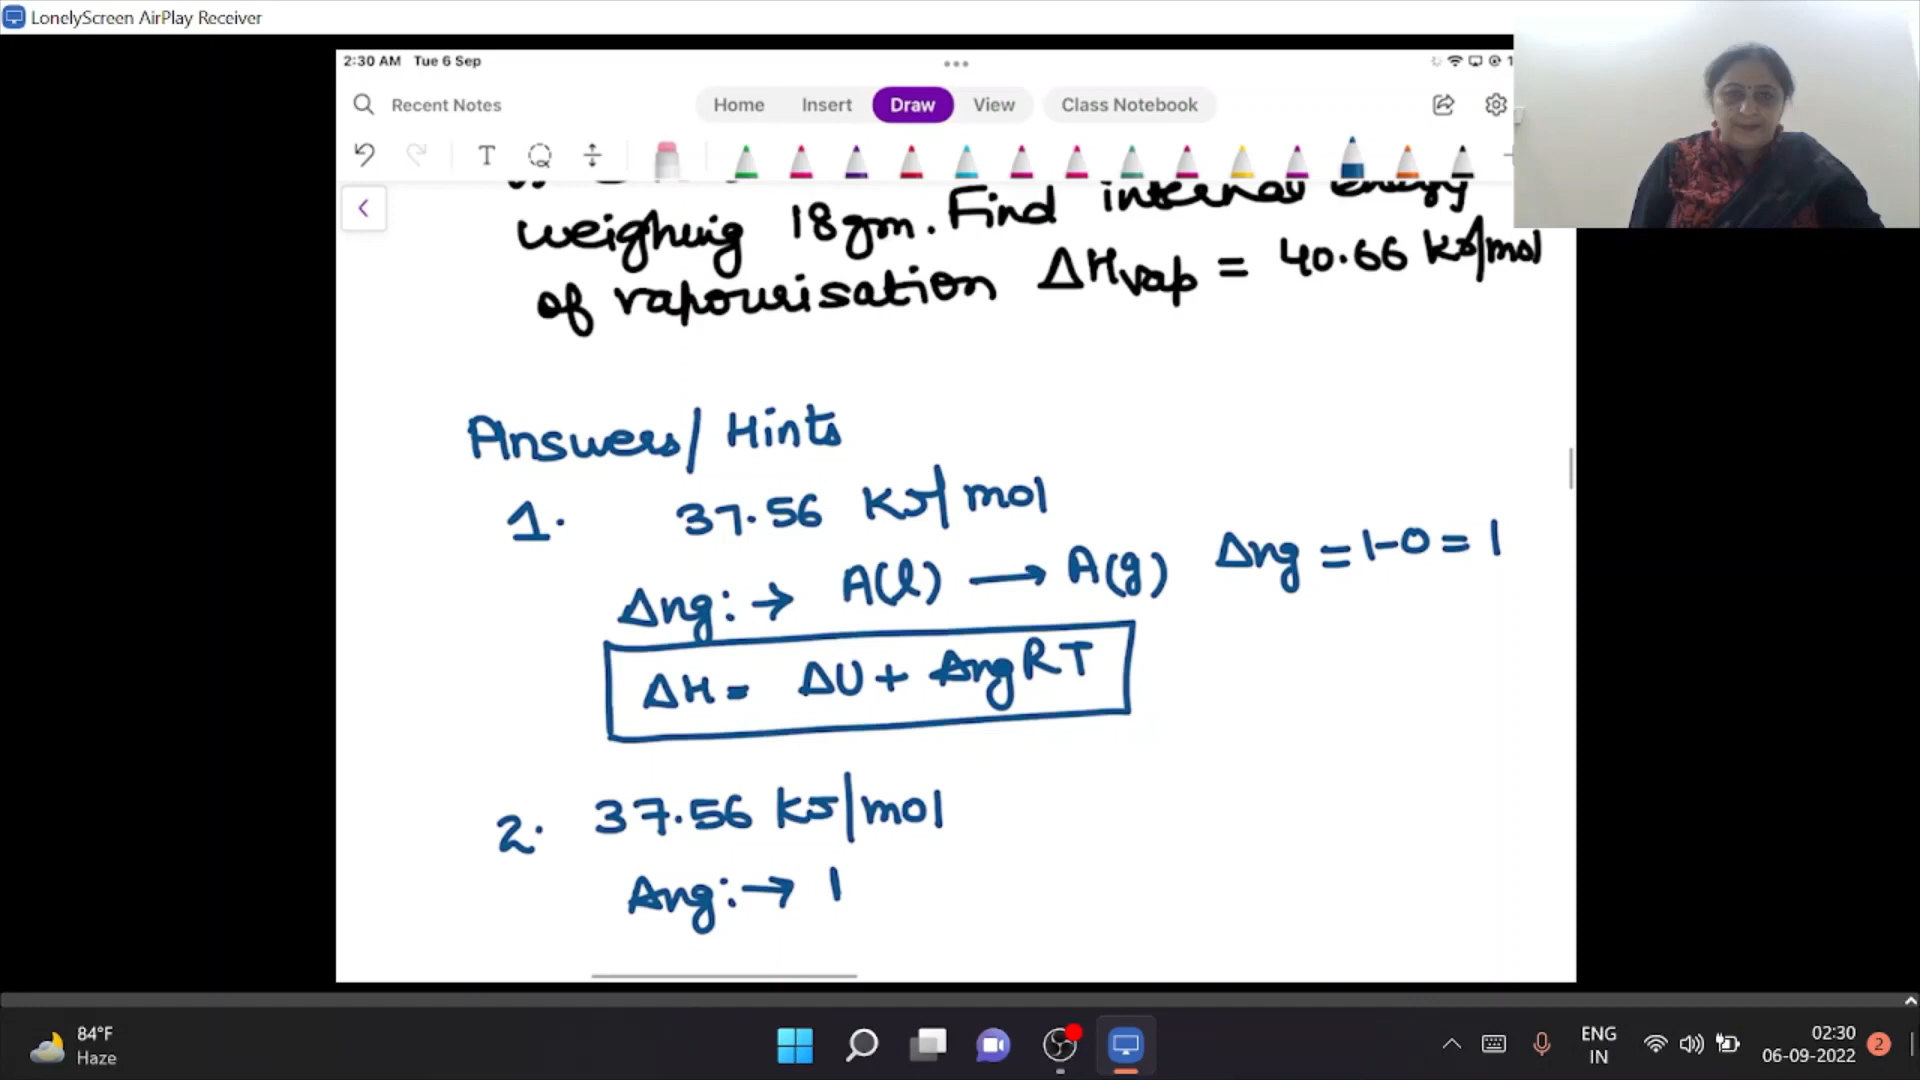 LonelyScreen AirPlay Receiver
2:30 AM Tue 6 Sep
Recent Notes
Home Insert Draw View Class Notebook
T
weighing 18gm. Find internal energy
of vapourisation ΔHvap = 40.66 KJ/mol
Answers/ Hints
1. 37.56 KJ/mol
Δng: → A(l) → A(g) Δng = 1-0 = 1
ΔH = ΔU + ΔngRT
2. 37.56 KJ/mol
Δng: → 1
84°F
Haze
ENG
IN
02:30
06-09-2022
2